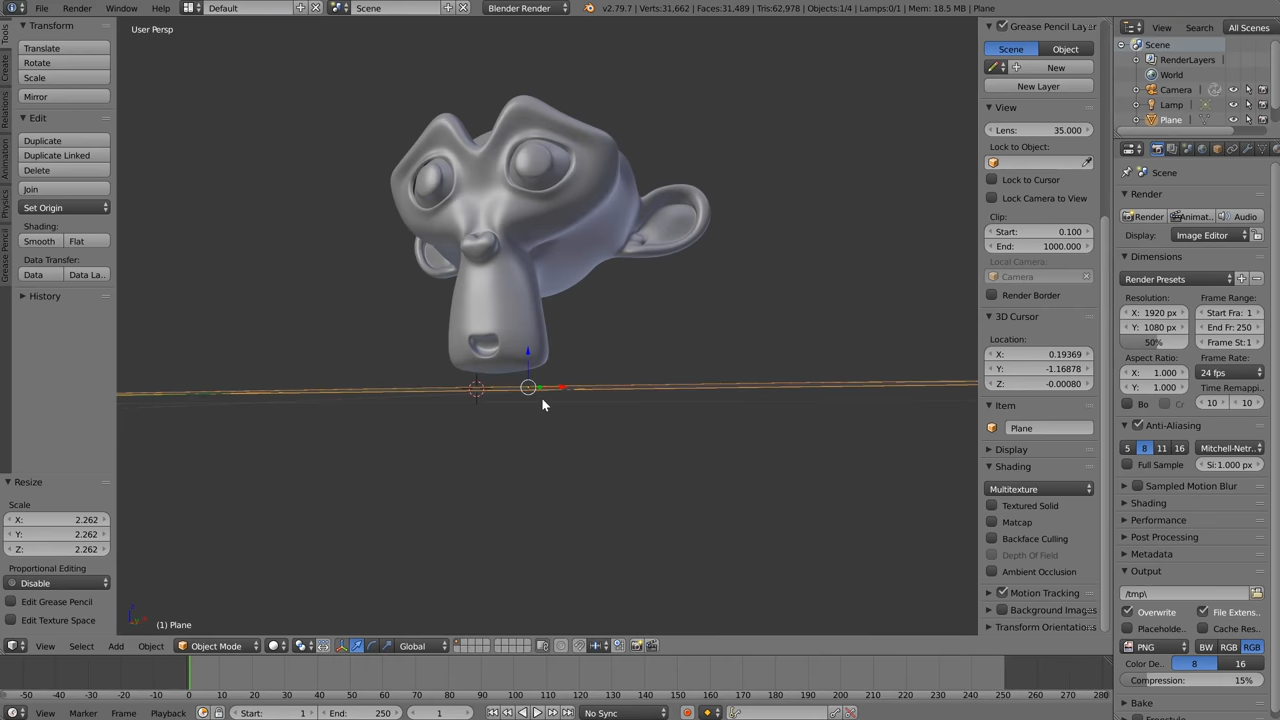 File Render Window Help Default Scene Blender Render v2.79.7 | Verts:31,662 | Faces:31,489 | Tris:62,978 | Objects:1/4 | Lamps:0/1 | Mem: 18.5 MB | Plane View Search All Scenes
Tools
Create
Relations
Animation
Physics
Grease Pencil
Transform
Translate
Rotate
Scale
Mirror
Edit
Duplicate
Duplicate Linked
Delete
Join
Set Origin
Shading:
Smooth Flat
Data Transfer:
Data Data La..
History
Resize
Scale
X: 2.262
Y: 2.262
Z: 2.262
Proportional Editing
Disable
Edit Grease Pencil
Edit Texture Space
User Persp
(1) Plane
Grease Pencil Layer
Scene Object
New
New Layer
View
Lens: 35.000
Lock to Object:
Lock to Cursor
Lock Camera to View
Clip:
Start: 0.100
End: 1000.000
Local Camera:
Camera
Render Border
3D Cursor
Location:
X: 0.19369
Y: -1.16878
Z: -0.00080
Item
Plane
Display
Shading
Multitexture
Textured Solid
Matcap
Backface Culling
Depth Of Field
Ambient Occlusion
Motion Tracking
Background Images
Transform Orientations
Scene
RenderLayers
World
Camera
Lamp
Plane
Scene
Render
Render Animat.. Audio
Display: Image Editor
Dimensions
Render Presets
Resolution: Frame Range:
X: 1920 px Start Fra: 1
Y: 1080 px End Fr: 250
50% Frame St: 1
Aspect Ratio: Frame Rate:
X: 1.000 24 fps
Y: 1.000 Time Remappi..
Bo Cr 10 10
Anti-Aliasing
5 8 11 16 Mitchell-Netr..
Full Sample Si:1.000 px
Sampled Motion Blur
Shading
Performance
Post Processing
Metadata
Output
/tmp\
Overwrite File Extens..
Placeholde.. Cache Res..
PNG BW RGB RGB
Color De.. 8 16
Compression: 15%
Bake
View Select Add Object Object Mode Global
-50 -40 -30 -20 -10 0 10 20 30 40 50 60 70 80 90 100 110 120 130 140 150 160 170 180 190 200 210 220 230 240 250 260 270 280
View Marker Frame Playback Start: 1 End: 250 1 No Sync